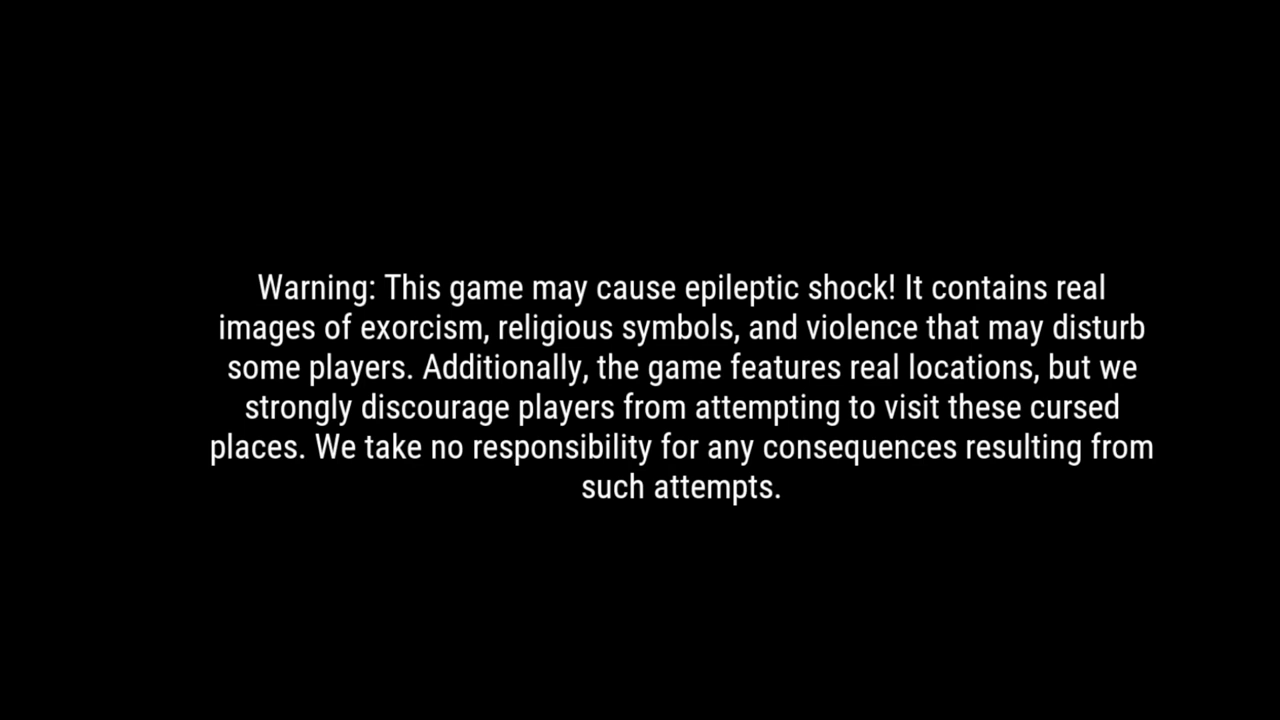 Warning: This game may cause epileptic shock! It contains real
images of exorcism, religious symbols, and violence that may disturb
some players. Additionally, the game features real locations, but we
strongly discourage players from attempting to visit these cursed
places. We take no responsibility for any consequences resulting from
such attempts.